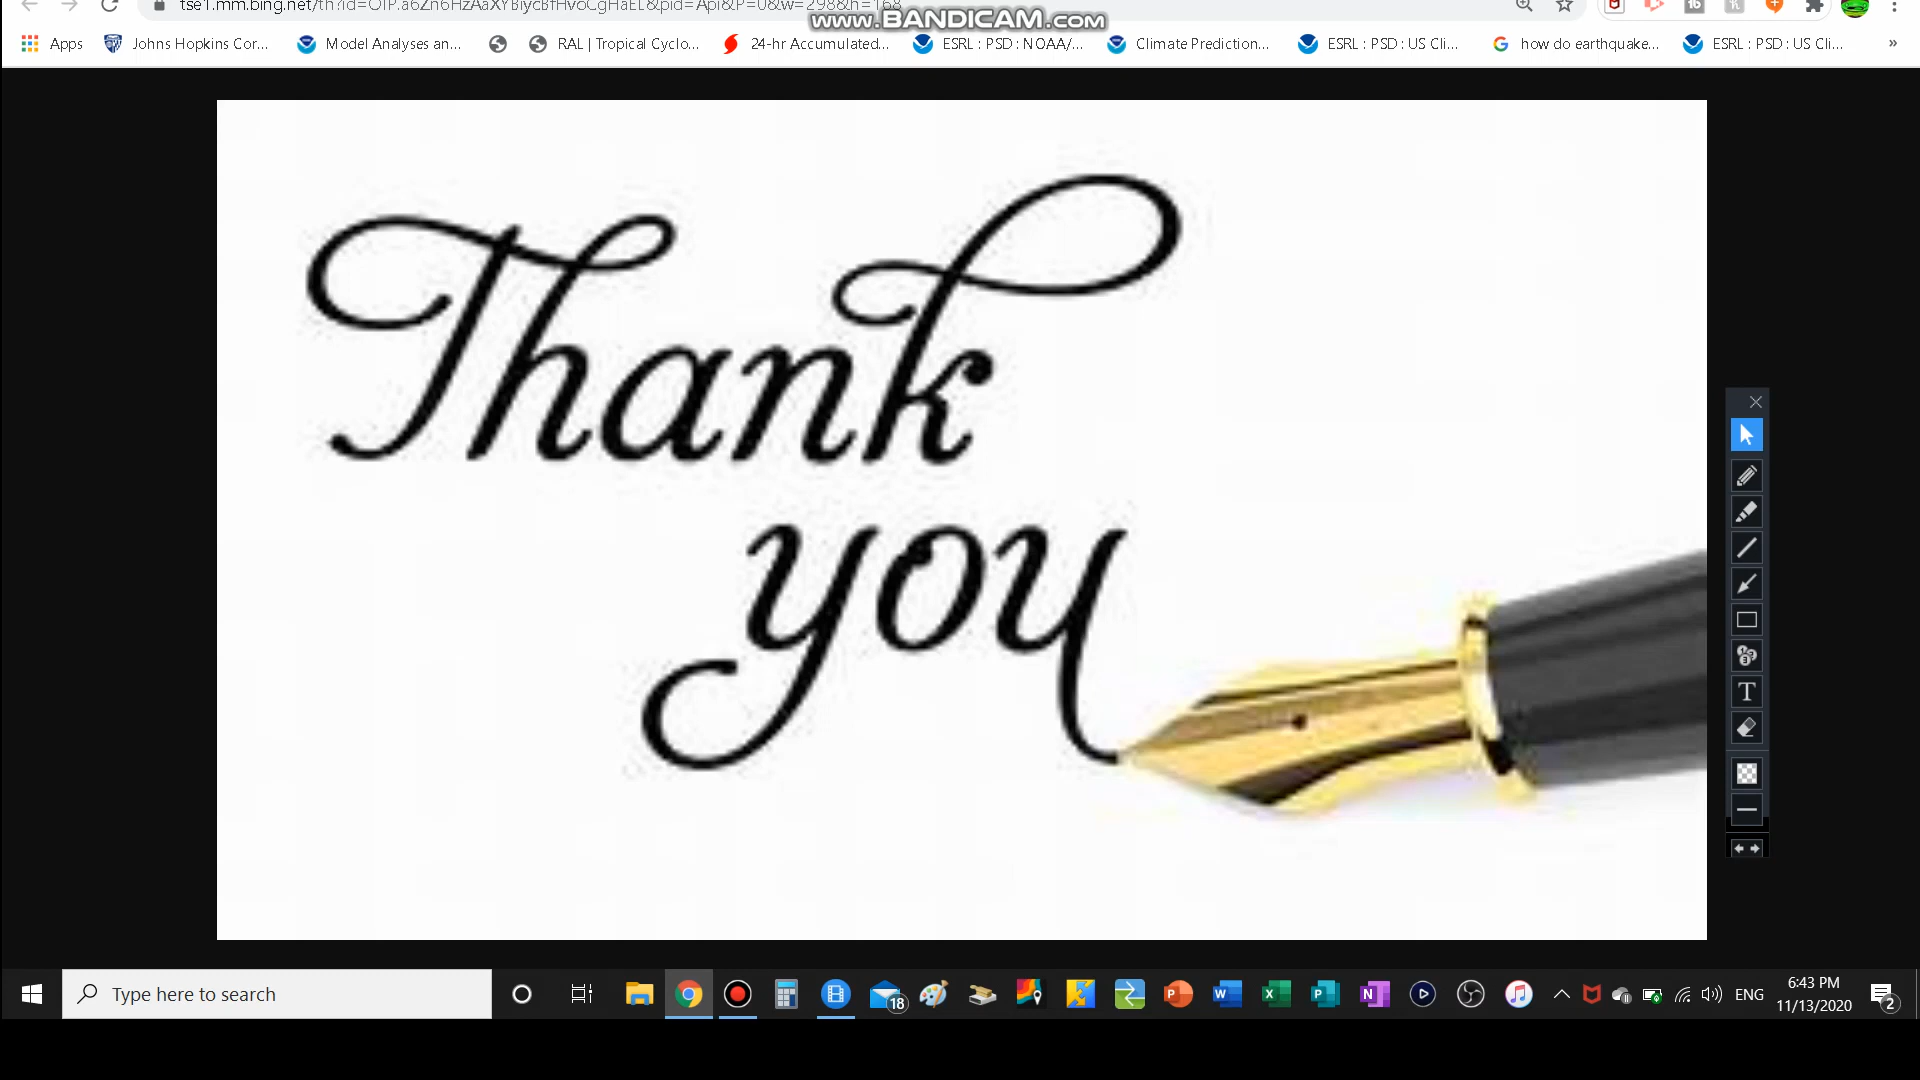 www.BANDICAM.com
Apps
Johns Hopkins Cor...
Model Analyses an...
RAL | Tropical Cyclo...
24-hr Accumulated...
ESRL : PSD : NOAA/...
Climate Prediction...
ESRL : PSD : US Cli...
how do earthquake...
ESRL : PSD : US Cli...
»
Thank
you
T
Type here to search
18
ENG
6:43 PM
11/13/2020
2